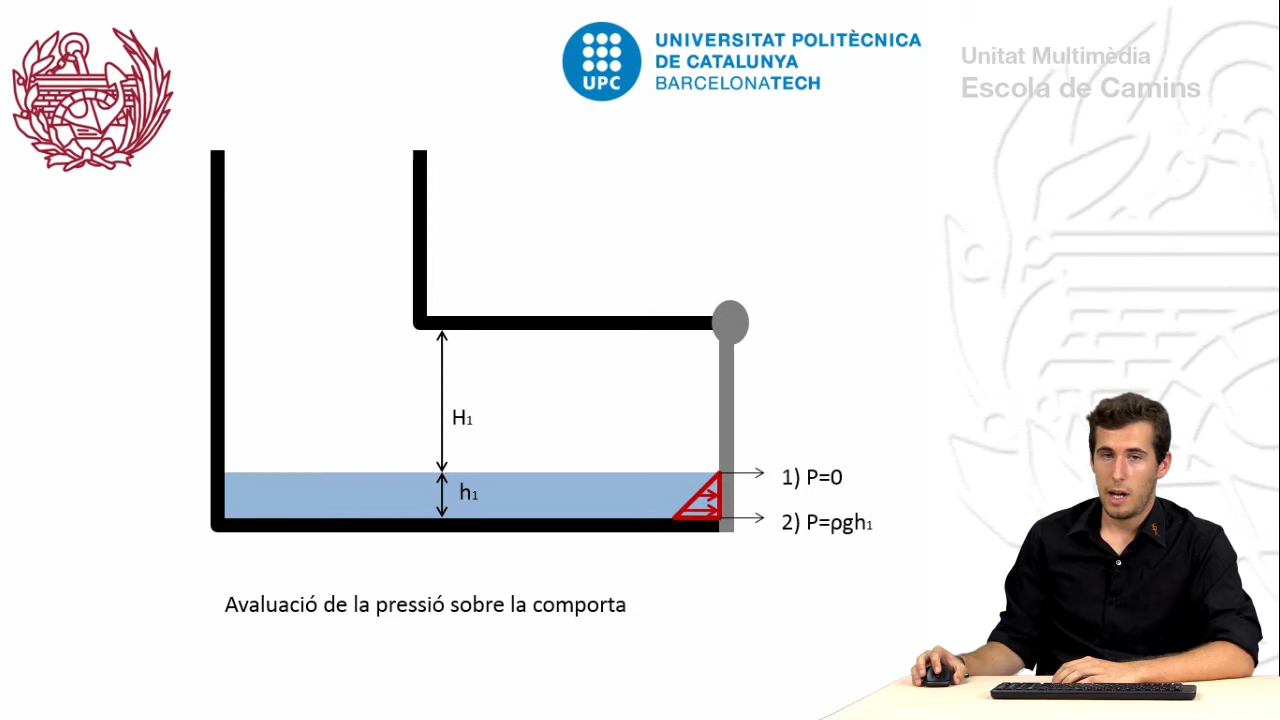 UNIVERSITAT POLITÈCNICA
DE CATALUNYA
BARCELONATECH
UPC
Unitat Multimèdia
Escola de Camins
H₁
h₁
1) P=0
2) P=ρgh₁
Avaluació de la pressió sobre la comporta